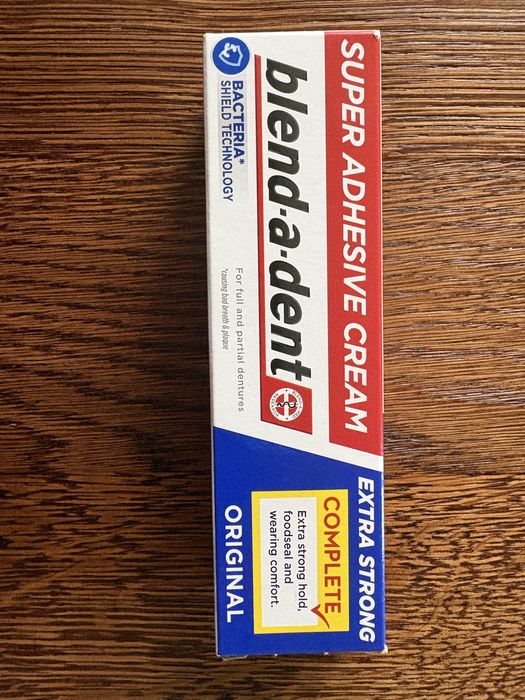 SUPER ADHESIVE CREAM
blend-a-dent
BACTERIA*
SHIELD TECHNOLOGY
For full and partial dentures
*causing bad breath & plaque
EXTRA STRONG
COMPLETE
Extra strong hold,
foodseal and
wearing comfort.
ORIGINAL